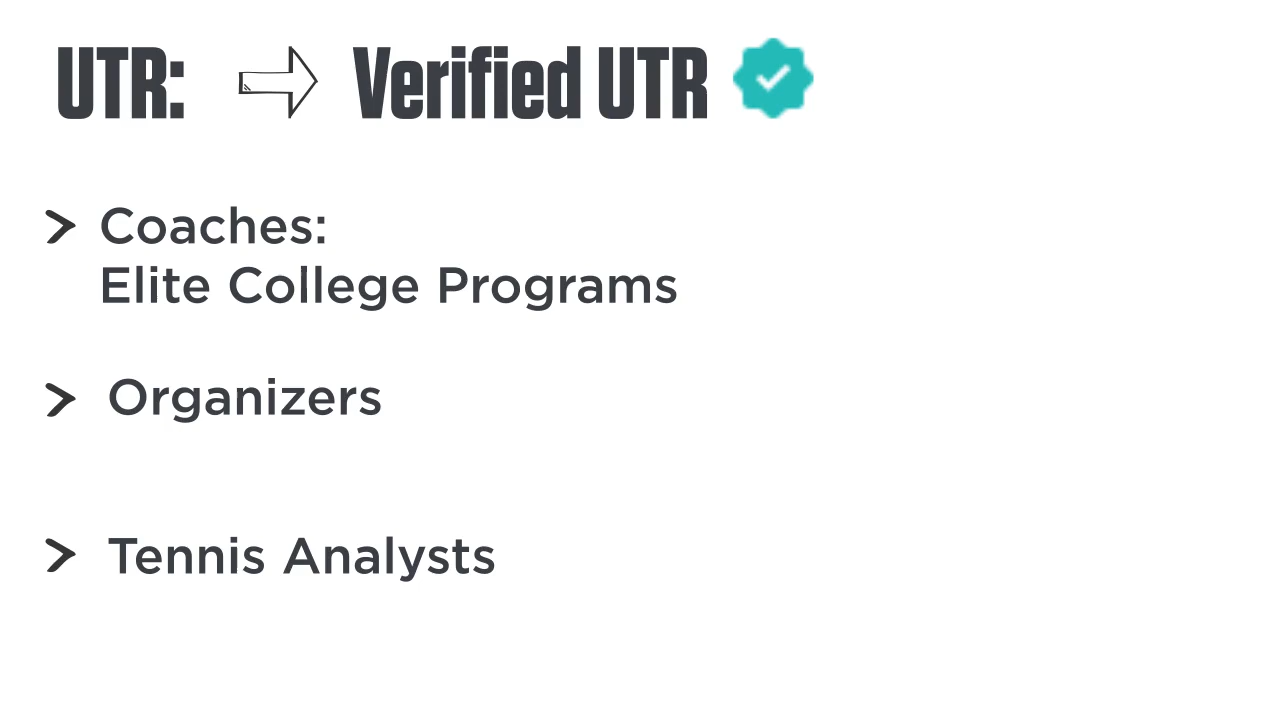 UTR: Verified UTR
Coaches:
Elite College Programs
Organizers
Tennis Analysts